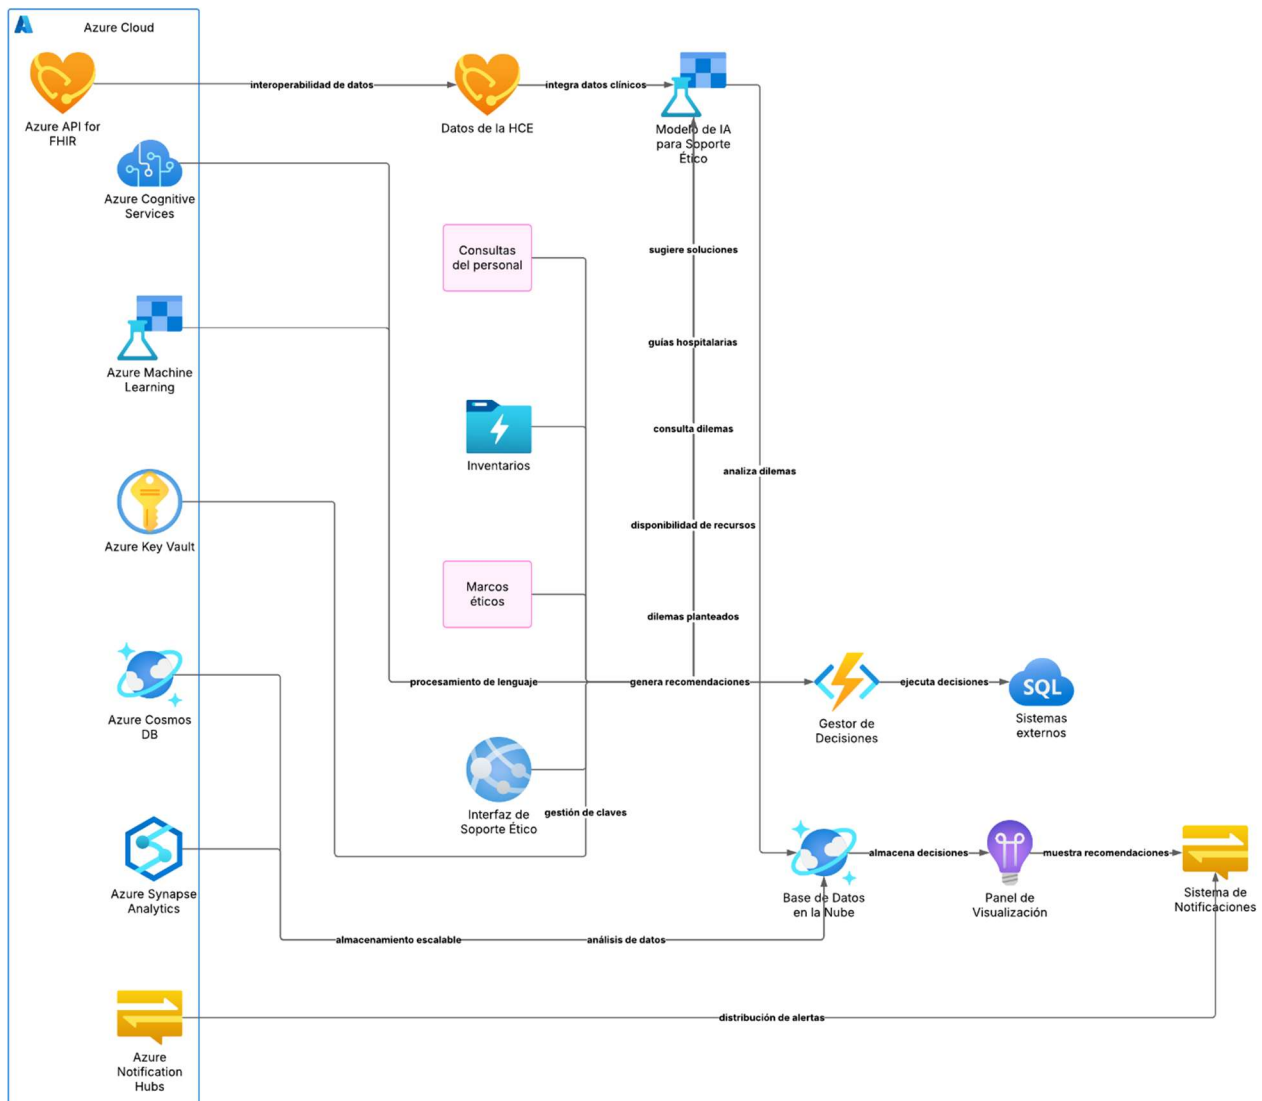 Azure Cloud
interoperabilidad de datos
integra datos clínicos
Azure API for
FHIR
Datos de la HCE
Modelo de IA
para Soporte
Ético
Azure Cognitive
Services
Consultas
del personal
sugiere soluciones
guías hospitalarias
Azure Machine
Learning
consulta dilemas
Inventarios
analiza dilemas
disponibilidad de recursos
Azure Key Vault
Marcos
éticos
dilemas planteados
procesamiento de lenguaje
genera recomendaciones
ejecuta decisiones
SQL
Azure Cosmos
DB
Gestor de
Decisiones
Sistemas
externos
Interfaz de
Soporte Ético
gestión de claves
almacena decisiones
muestra recomendaciones
Azure Synapse
Analytics
Base de Datos
en la Nube
Panel de
Visualización
Sistema de
Notificaciones
almacenamiento escalable
análisis de datos
distribución de alertas
Azure
Notification
Hubs